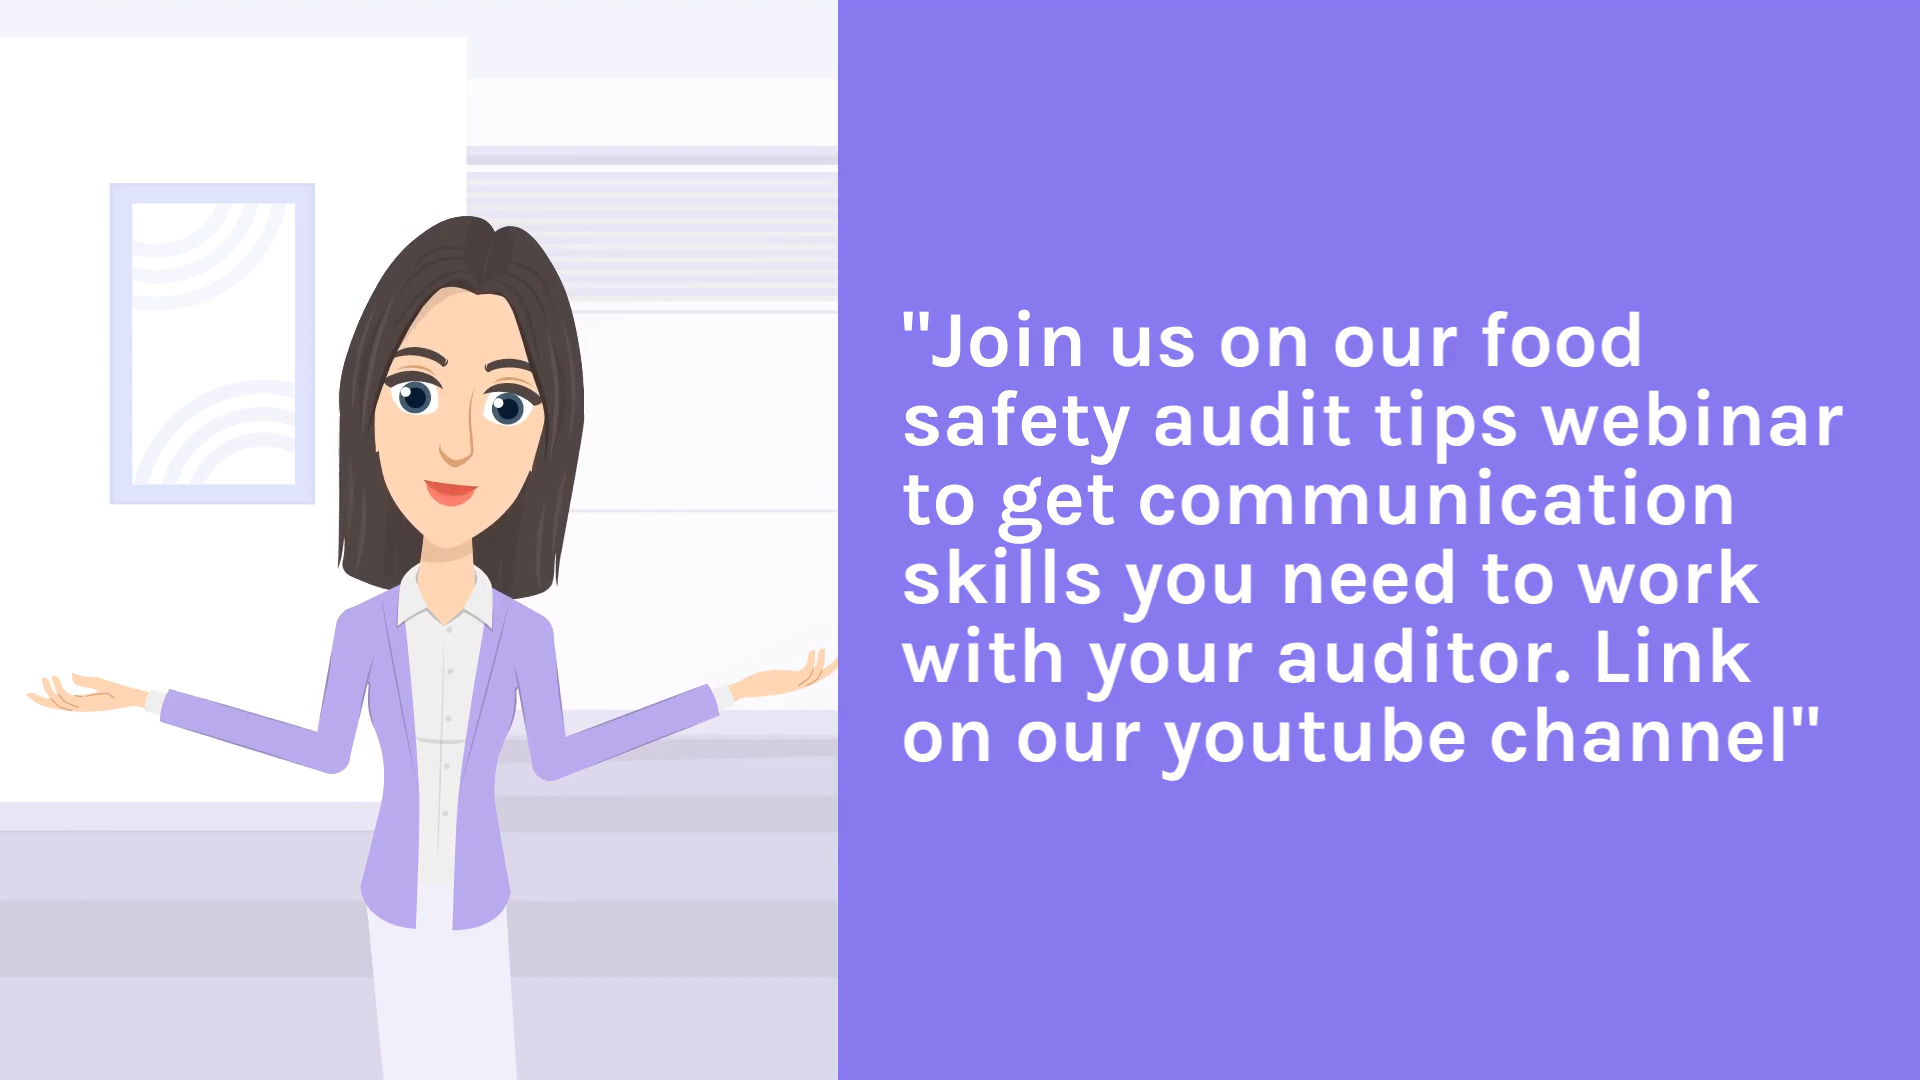 "Join us on our food
safety audit tips webinar
to get communication
skills you need to work
with your auditor. Link
on our youtube channel"